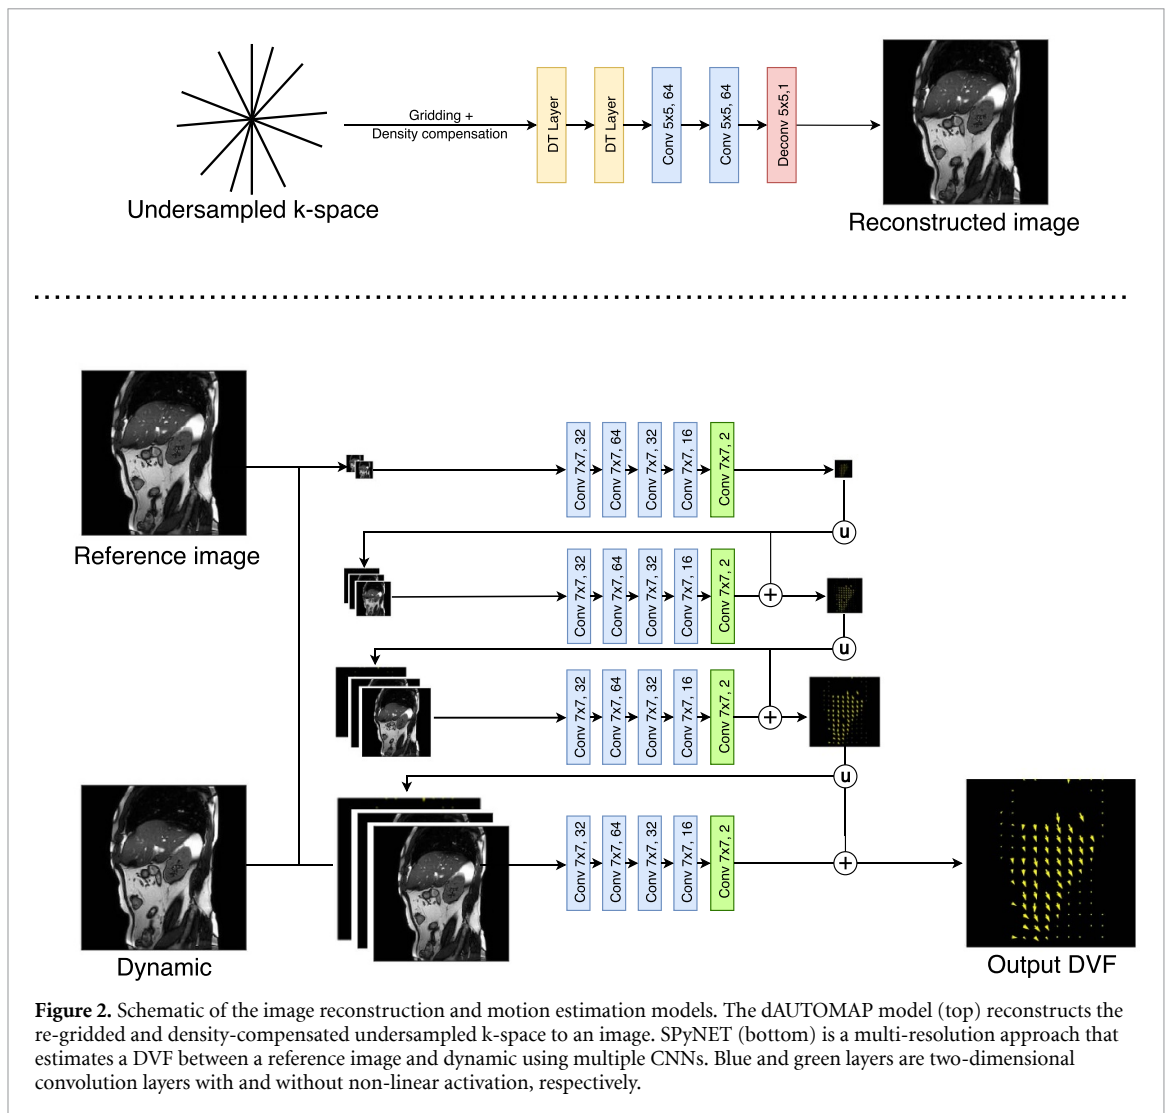 Gridding +
Density compensation
DT Layer
DT Layer
Conv 5x5, 64
Conv 5x5, 64
Deconv 5x5,1
Undersampled k-space
Reconstructed image
Reference image
Conv 7x7, 32
Conv 7x7, 64
Conv 7x7, 32
Conv 7x7, 16
Conv 7x7, 2
u
Conv 7x7, 32
Conv 7x7, 64
Conv 7x7, 32
Conv 7x7, 16
Conv 7x7, 2
+
u
Conv 7x7, 32
Conv 7x7, 64
Conv 7x7, 32
Conv 7x7, 16
Conv 7x7, 2
+
u
Conv 7x7, 32
Conv 7x7, 64
Conv 7x7, 32
Conv 7x7, 16
Conv 7x7, 2
+
Dynamic
Output DVF
Figure 2. Schematic of the image reconstruction and motion estimation models. The dAUTOMAP model (top) reconstructs the
re-gridded and density-compensated undersampled k-space to an image. SPyNET (bottom) is a multi-resolution approach that
estimates a DVF between a reference image and dynamic using multiple CNNs. Blue and green layers are two-dimensional
convolution layers with and without non-linear activation, respectively.